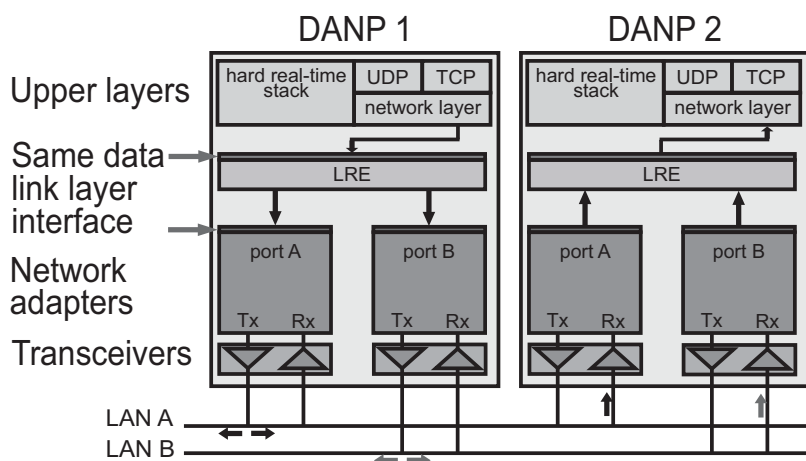 DANP 1
DANP 2
Upper layers
hard real-time
stack
UDP
TCP
network layer
hard real-time
stack
UDP
TCP
network layer
Same data
link layer
interface
LRE
LRE
Network
adapters
port A
port B
port A
port B
Tx
Rx
Tx
Rx
Tx
Rx
Tx
Rx
Transceivers
LAN A
LAN B